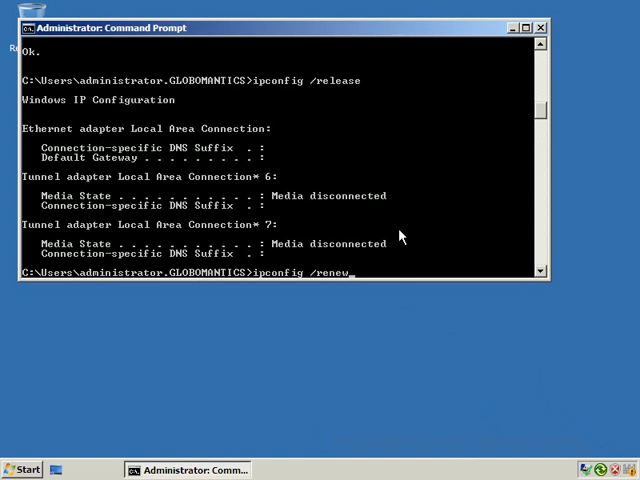 Administrator: Command Prompt
Ok.
C:\Users\administrator.GLOBOMANTICS>ipconfig /release
Windows IP Configuration
Ethernet adapter Local Area Connection:
Connection-specific DNS Suffix . :
Default Gateway . . . . . . . . . :
Tunnel adapter Local Area Connection* 6:
Media State . . . . . . . . . . . : Media disconnected
Connection-specific DNS Suffix . :
Tunnel adapter Local Area Connection* 7:
Media State . . . . . . . . . . . : Media disconnected
Connection-specific DNS Suffix . :
C:\Users\administrator.GLOBOMANTICS>ipconfig /renew_
Start
Administrator: Comm...